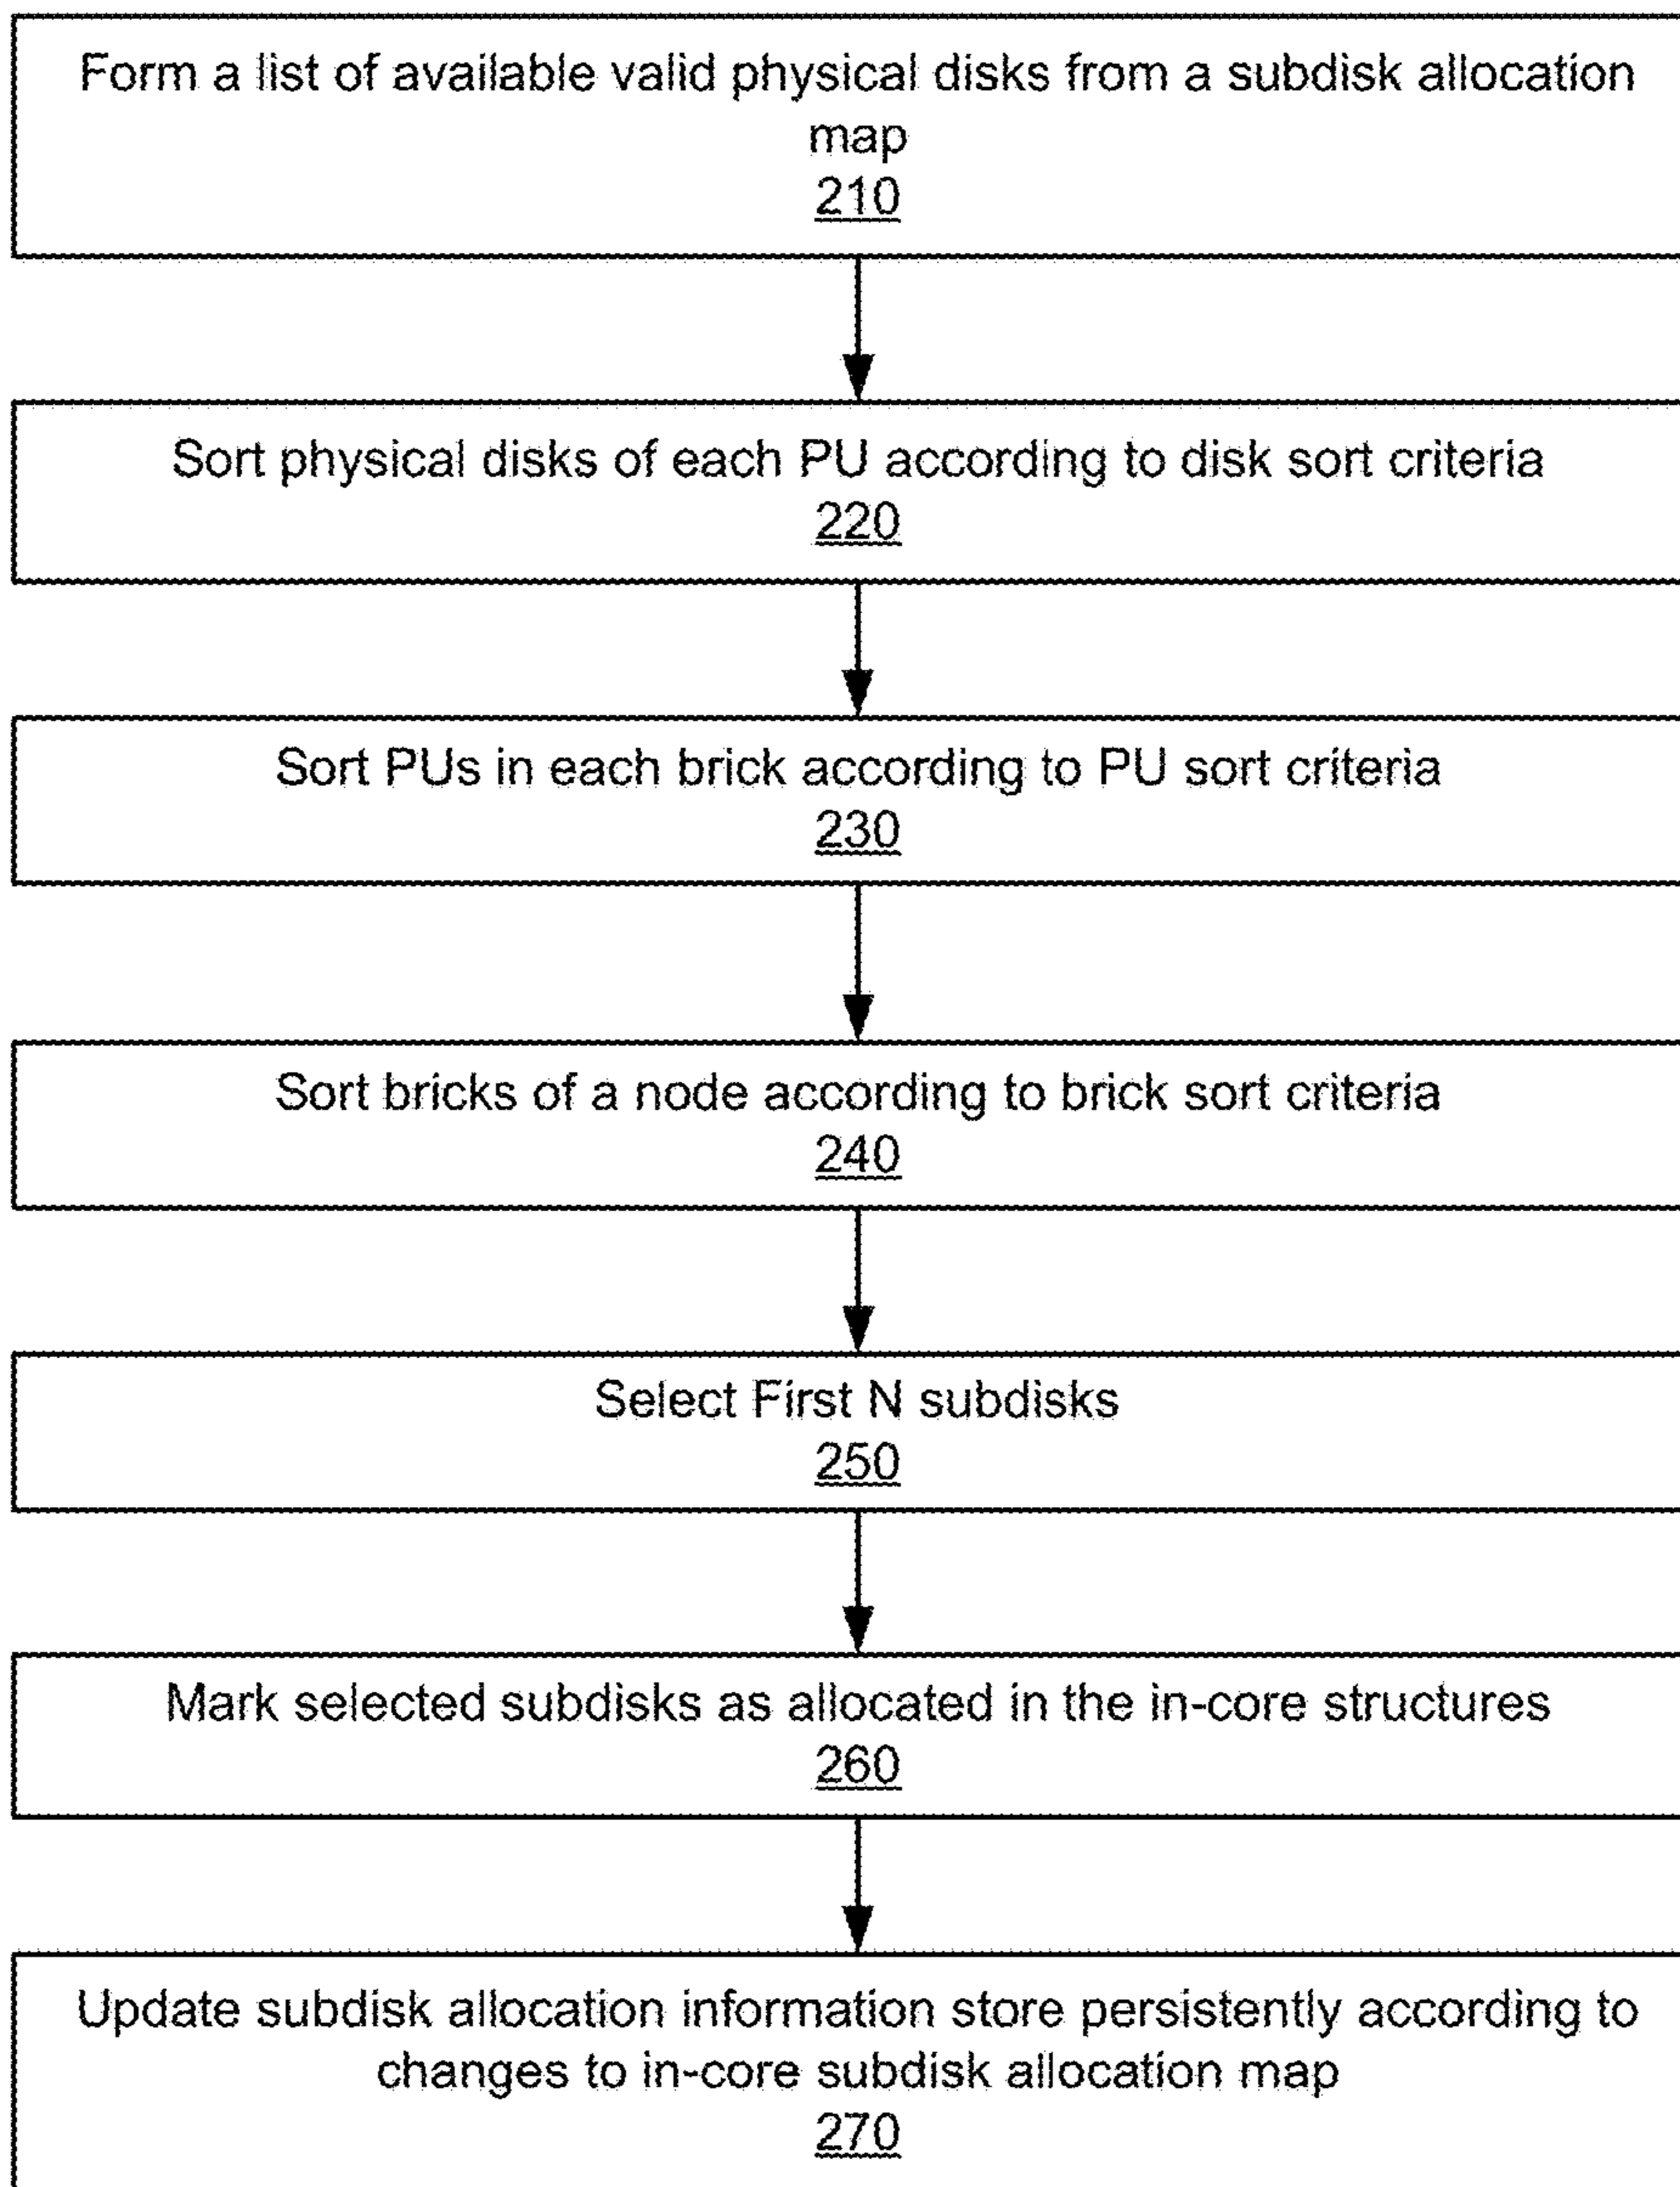 Form a list of available valid physical disks from a subdisk allocation
map
210
Sort physical disks of each PU according to disk sort criteria
220
Sort PUs in each brick according to PU sort criteria
230
Sort bricks of a node according to brick sort criteria
240
Select First N subdisks
250
Mark selected subdisks as allocated in the in-core structures
260
Update subdisk allocation information store persistently according to
changes to in-core subdisk allocation map
270